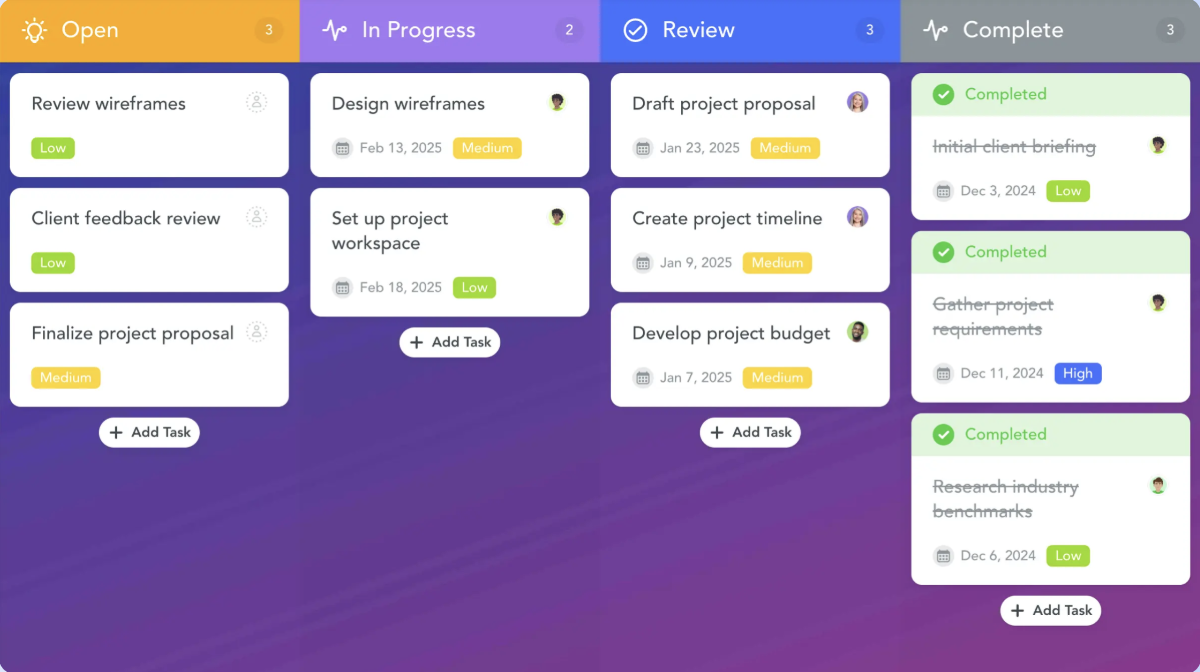 Open 3
Review wireframes
Low
Client feedback review
Low
Finalize project proposal
Medium
+ Add Task
In Progress 2
Design wireframes
Feb 13, 2025 Medium
Set up project
workspace
Feb 18, 2025 Low
+ Add Task
Review 3
Draft project proposal
Jan 23, 2025 Medium
Create project timeline
Jan 9, 2025 Medium
Develop project budget
Jan 7, 2025 Medium
+ Add Task
Complete 3
Completed
Initial client briefing
Dec 3, 2024 Low
Completed
Gather project
requirements
Dec 11, 2024 High
Completed
Research industry
benchmarks
Dec 6, 2024 Low
+ Add Task